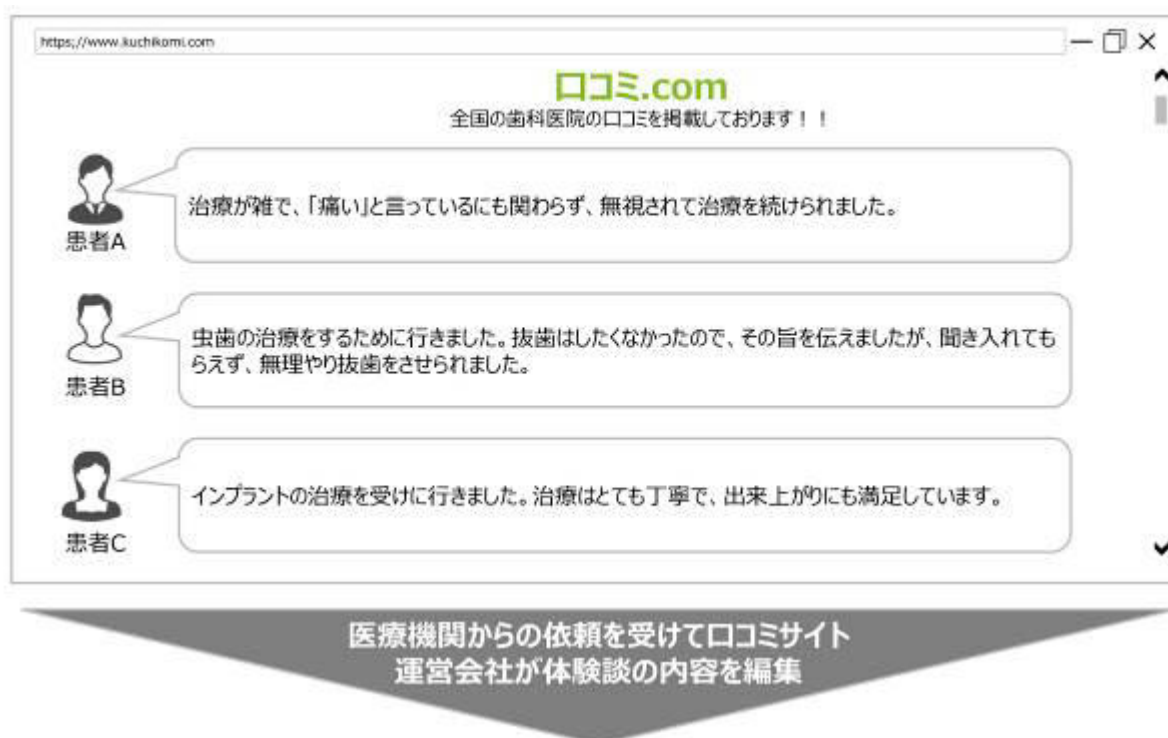 https;//www.kuchikomi.com
口コミ.com
全国の歯科医院の口コミを掲載しております！！
治療が雑で、「痛い」と言っているにも関わらず、無視されて治療を続けられました。
患者A
虫歯の治療をするために行きました。抜歯はしたくなかったので、その旨を伝えましたが、聞き入れても
らえず、無理やり抜歯をさせられました。
患者B
インプラントの治療を受けに行きました。治療はとても丁寧で、出来上がりにも満足しています。
患者C
医療機関からの依頼を受けて口コミサイト
運営会社が体験談の内容を編集